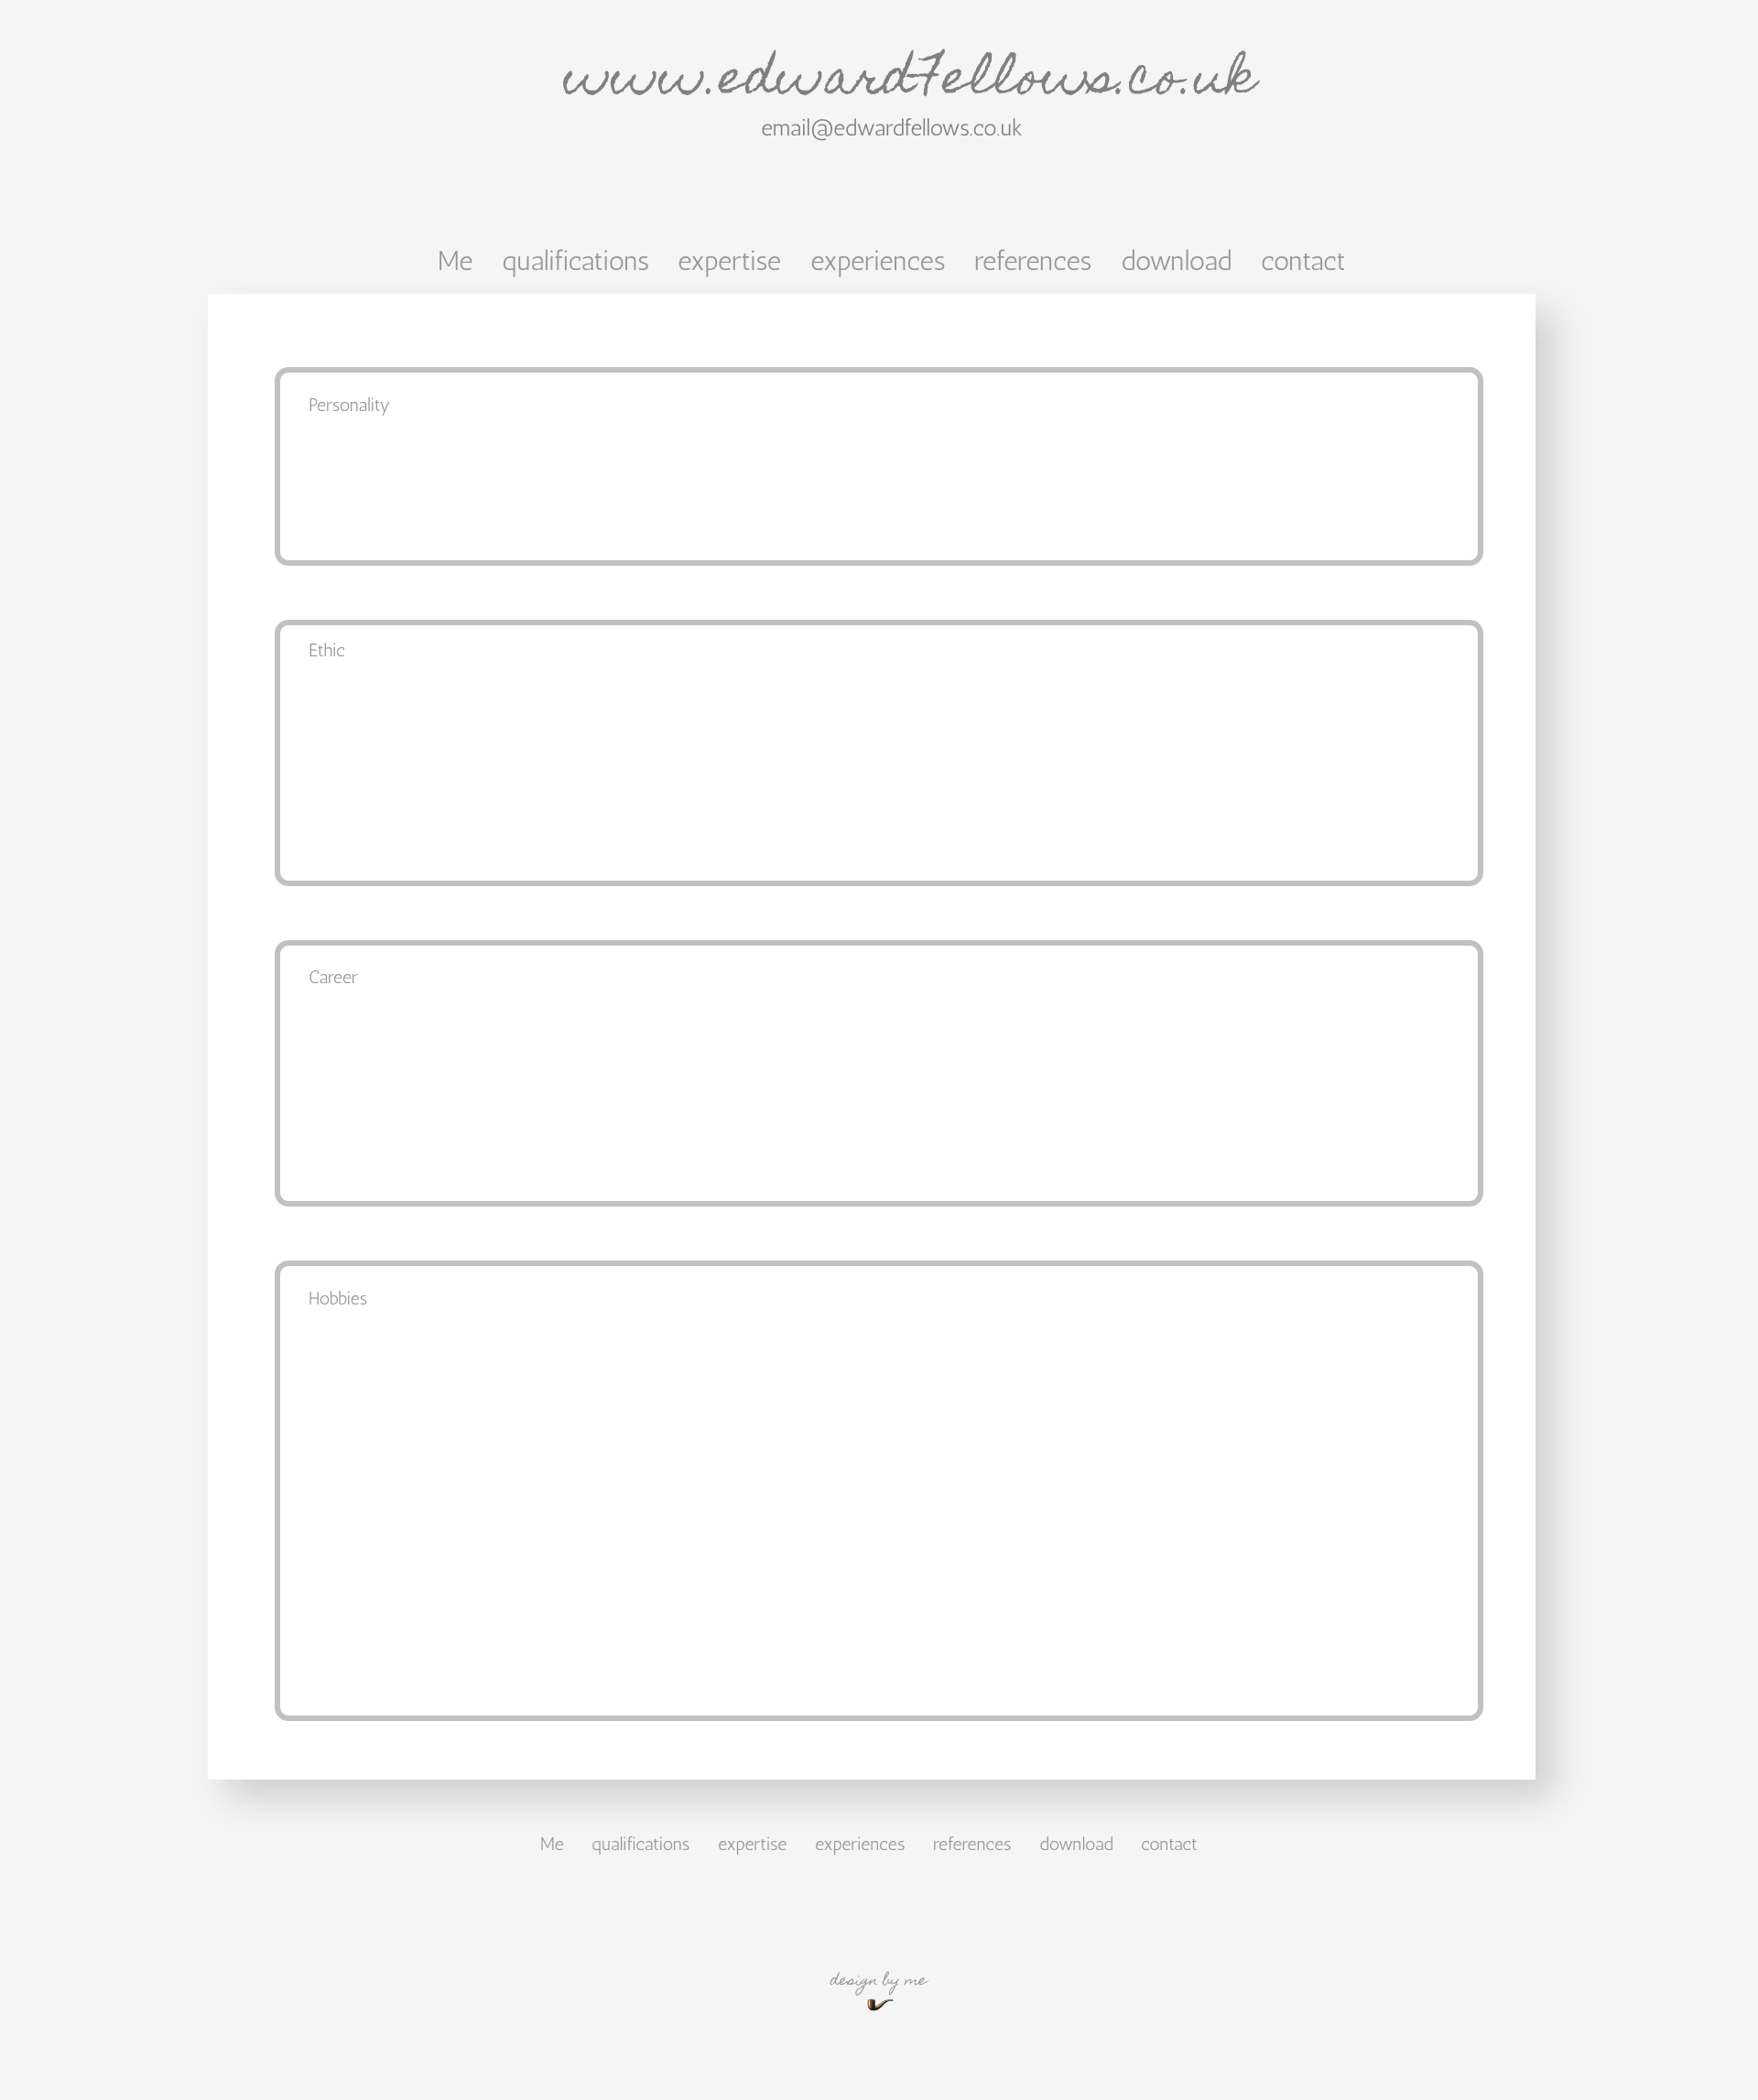 www.edwardFellows.co.uk
email@edwardfellows.co.uk
Me qualifications expertise experiences references download contact
Personality
Ethic
Career
Hobbies
Me qualifications expertise experiences references download contact
design by me